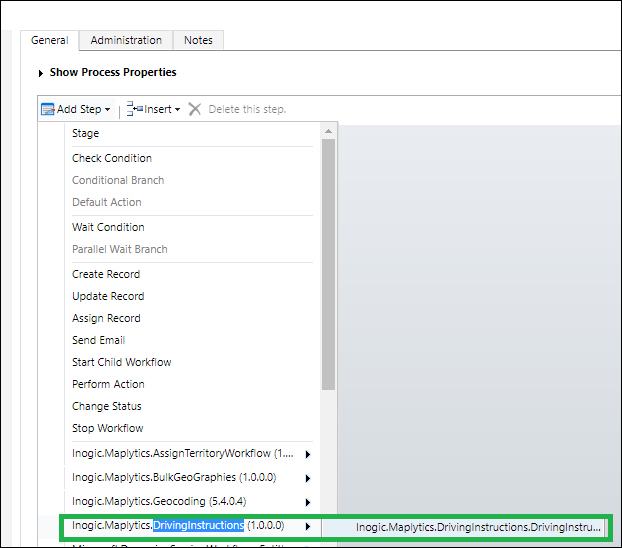 General Administration Notes
Show Process Properties
Add Step Insert Delete this step.
Stage
Check Condition
Conditional Branch
Default Action
Wait Condition
Parallel Wait Branch
Create Record
Update Record
Assign Record
Send Email
Start Child Workflow
Perform Action
Change Status
Stop Workflow
Inogic.Maplytics.AssignTerritoryWorkflow (1....
Inogic.Maplytics.BulkGeoGraphies (1.0.0.0)
Inogic.Maplytics.Geocoding (5.4.0.4)
Inogic.Maplytics.DrivingInstructions (1.0.0.0) Inogic.Maplytics.DrivingInstructions.DrivingInstru...